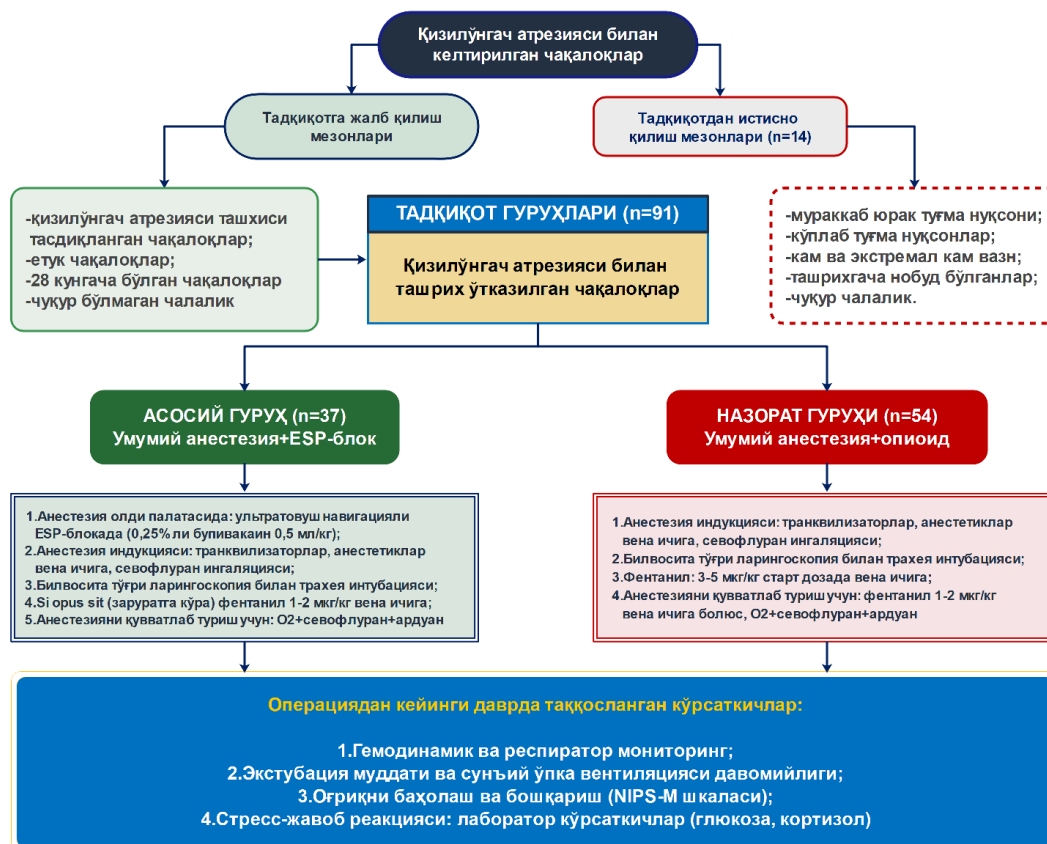 Қизилўнгач атрезияси билан
келтирилган чақалоқлар
Тадқиқотга жалб қилиш
мезонлари
Тадқиқотдан истисно
қилиш мезонлари (n=14)
-қизилўнгач атрезияси ташхиси
тасдиқланган чақалоқлар;
-етук чақалоқлар;
-28 кунгача бўлган чақалоқлар
-чуқур бўлмаган чалалик
ТАДҚИҚОТ ГУРУҲЛАРИ (n=91)
Қизилўнгач атрезияси билан
ташрих ўтказилган чақалоқлар
-мураккаб юрак туғма нуқсони;
-кўплаб туғма нуқсонлар;
-кам ва экстремал кам вазн;
-ташрихгача нобуд бўлганлар;
-чуқур чалалик.
АСОСИЙ ГУРУҲ (n=37)
Умумий анестезия+ESP-блок
НАЗОРАТ ГУРУҲИ (n=54)
Умумий анестезия+опиоид
1.Анестезия олди палатасида: ультратовуш навигацияли
ESP-блокада (0,25% ли бупивакаин 0,5 мл/кг);
2.Анестезия индукцияси: транквилизаторлар, анестетиклар
вена ичига, севофлуран ингаляцияси;
3.Билвосита тўғри ларингоскопия билан трахея интубацияси;
4.Si opus sit (заруратга кўра) фентанил 1-2 мкг/кг вена ичига;
5.Анестезияни қувватлаб туриш учун: О2+севофлуран+ардуан
1.Анестезия индукцияси: транквилизаторлар, анестетиклар
вена ичига, севофлуран ингаляцияси;
2.Билвосита тўғри ларингоскопия билан трахея интубацияси;
3.Фентанил: 3-5 мкг/кг старт дозада вена ичига;
4.Анестезияни қувватлаб туриш учун: фентанил 1-2 мкг/кг
вена ичига болюс, О2+севофлуран+ардуан
Операциядан кейинги даврда таққосланган кўрсаткичлар:
1.Гемодинамик ва респиратор мониторинг;
2.Экстубация муддати ва сунъий ўпка вентиляцияси давомийлиги;
3.Оғриқни баҳолаш ва бошқариш (NIPS-M шкаласи);
4.Стресс-жавоб реакцияси: лаборатор кўрсаткичлар (глюкоза, кортизол)